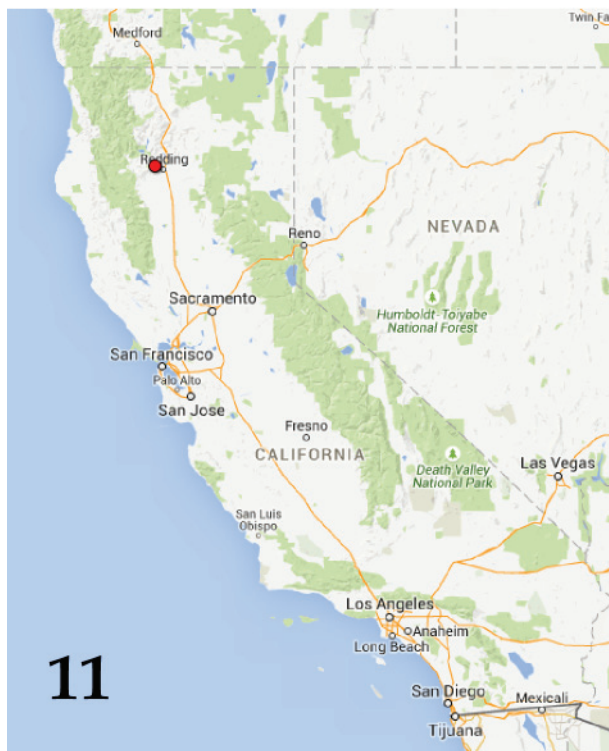 Medford
Twin Fa
Redding
Reno
NEVADA
Sacramento
Humboldt-Toiyabe
National Forest
San Francisco
Palo Alto
San Jose
Fresno
CALIFORNIA
Death Valley
National Park
Las Vegas
San Luis
Obispo
Los Angeles
Anaheim
Long Beach
11
San Diego
Mexicali
Tijuana